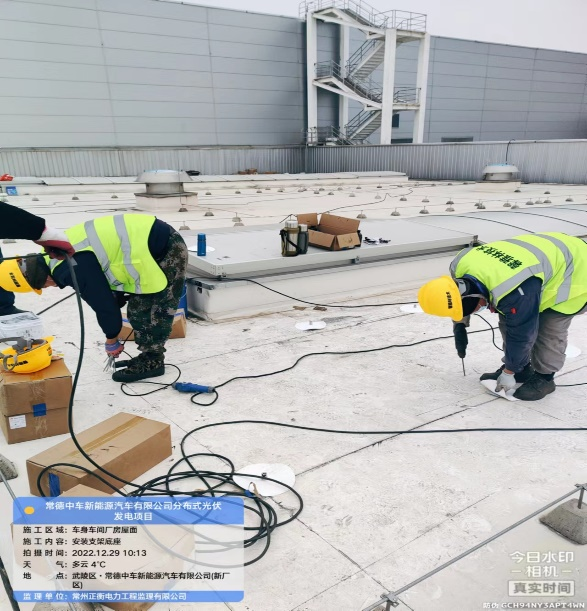 常德中车新能源汽车有限公司分布式光伏
发电项目
施工区域：车身车间厂房屋面
施工内容：安装支架底座
拍摄时间：2022.12.29 10:13
天　气：多云 4℃
地　点：武陵区·常德中车新能源汽车有限公司(新厂
区)
监理单位：常州正衡电力工程监理有限公司
今日水印
-相机-
真实时间
防伪 GCH94NY3APT4NN